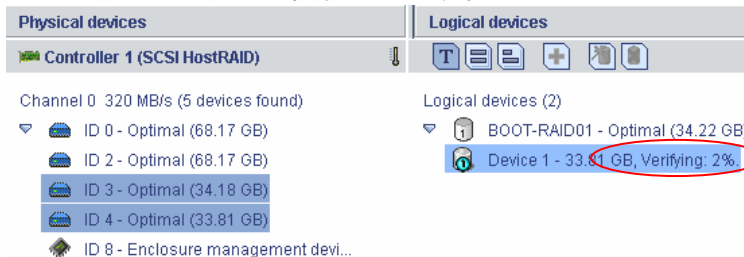 Physical devices
Controller 1 (SCSI HostRAID)
Channel 0 320 MB/s (5 devices found)
ID 0 - Optimal (68.17 GB)
ID 2 - Optimal (68.17 GB)
ID 3 - Optimal (34.18 GB)
ID 4 - Optimal (33.81 GB)
ID 8 - Enclosure management devi...
Logical devices
T
Logical devices (2)
1 BOOT-RAID01 - Optimal (34.22 GB)
1 Device 1 - 33.81 GB, Verifying: 2%.